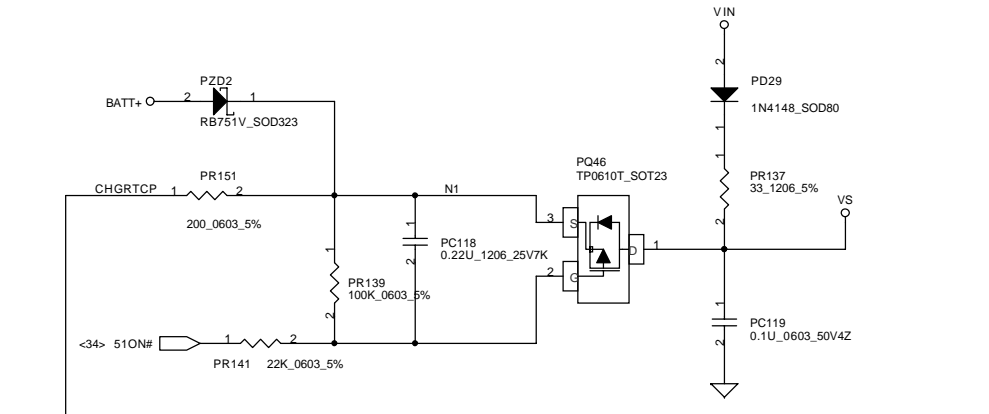 VIN
2
PZD2
PD29
BATT+
2
1
1N4148_SOD80
RB751V_SOD323
1
1
PQ46
TP0610T_SOT23
PR151
PR137
CHGRTCP
1
2
N1
33_1206_5%
VS
200_0603_5%
1
3
S
2
PC118
0.22U_1206_25V7K
D
1
1
2
2
G
PR139
100K_0603_5%
1
2
PC119
0.1U_0603_50V4Z
<34>
51ON#
1
2
2
PR141
22K_0603_5%